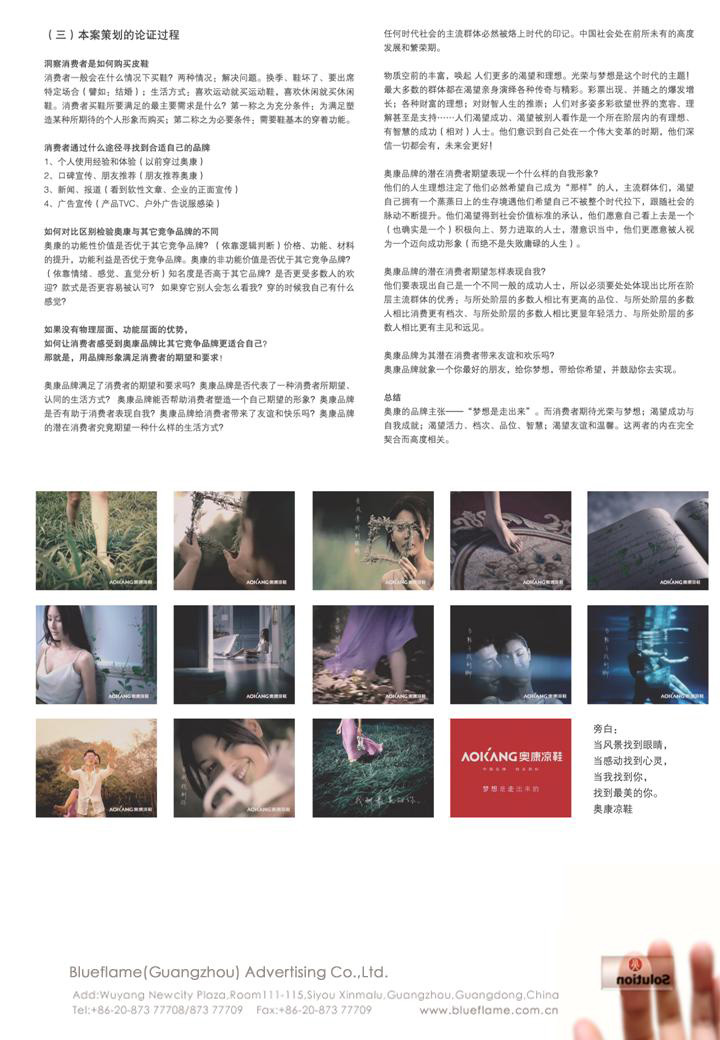 （三）本案策划的论证过程
洞察消费者是如何购买皮鞋
消费者一般会在什么情况下买鞋？两种情况；解决问题。换季、鞋坏了、要出席
特定场合（譬如；结婚）；生活方式；喜欢运动就买运动鞋，喜欢休闲就买休闲
鞋。消费者买鞋所要满足的最主要需求是什么？第一称之为充分条件；为满足塑
造某种所期待的个人形象而购买；第二称之为必要条件；需要鞋基本的穿着功能。
消费者通过什么途径寻找到合适自己的品牌
1、个人使用经验和体验（以前穿过奥康）
2、口碑宣传、朋友推荐（朋友推荐奥康）
3、新闻、报道（看到软性文章、企业的正面宣传）
4、广告宣传（产品TVC、户外广告说服感染）
如何对比区别检验奥康与其它竞争品牌的不同
奥康的功能性价值是否优于其它竞争品牌？（依靠逻辑判断）价格、功能、材料
的提升，功能利益是否优于竞争品牌。奥康的非功能价值是否优于其它竞争品牌？
（依靠情绪、感觉、直觉分析）知名度是否高于其它品牌？是否更受多数人的欢
迎？款式是否更容易被认可？ 如果穿它别人会怎么看我？穿的时候我自己有什么
感觉？
如果没有物理层面、功能层面的优势，
如何让消费者感受到奥康品牌比其它竞争品牌更适合自己？
那就是，用品牌形象满足消费者的期望和要求！
奥康品牌满足了消费者的期望和要求吗？奥康品牌是否代表了一种消费者所期望、
认同的生活方式？ 奥康品牌能否帮助消费者塑造一个自己期望的形象？奥康品牌
是否有助于消费者表现自我？奥康品牌给消费者带来了友谊和快乐吗？奥康品牌
的潜在消费者究竟期望一种什么样的生活方式？
任何时代社会的主流群体必然被烙上时代的印记。中国社会处在前所未有的高度
发展和繁荣期。
物质空前的丰富，唤起 人们更多的渴望和理想。光荣与梦想是这个时代的主题！
最大多数的群体都在渴望亲身演绎各种传奇与精彩。彩票出现、并随之的爆发增
长；各种财富的理想；对财智人生的推崇；人们对多姿多彩欲望世界的宽容、理
解甚至是支持⋯⋯人们渴望成功、渴望被别人看作是一个所在阶层内的有理想、
有智慧的成功（相对）人士。他们意识到自己处在一个伟大变革的时期，他们深
信一切都会有，未来会更好！
奥康品牌的潜在消费者期望表现一个什么样的自我形象？
他们的人生理想注定了他们必然希望自己成为“那样”的人，主流群体们，渴望
自己拥有一个蒸蒸日上的生存境遇他们希望自己不被整个时代拉下，跟随社会的
脉动不断提升。他们渴望得到社会价值标准的承认，他们愿意自己看上去是一个
（也确实是一个）积极向上、努力进取的人士，潜意识当中，他们更愿意被人视
为一个迈向成功形象（而绝不是失败庸碌的人生）。
奥康品牌的潜在消费者期望怎样表现自我？
他们要表现出自己是一个不同一般的成功人士，所以必须要处处体现出比所在阶
层主流群体的优秀；与所处阶层的多数人相比有更高的品位、与所处阶层的多数
人相比消费更有档次、与所处阶层的多数人相比更显年轻活力、与所处阶层的多
数人相比更有主见和远见。
奥康品牌为其潜在消费者带来友谊和欢乐吗？
奥康品牌就象一个你最好的朋友，给你梦想，带给你希望，并鼓励你去实现。
总结
奥康的品牌主张——“梦想是走出来”。而消费者期待光荣与梦想；渴望成功与
自我成就；渴望活力、档次、品位、智慧；渴望友谊和温馨。这两者的内在完全
契合而高度相关。
AOKANG奥康凉鞋
AOKANG奥康凉鞋
当风景找到眼睛
AOKANG奥康凉鞋
AOKANG奥康凉鞋
AOKANG奥康凉鞋
AOKANG奥康凉鞋
AOKANG奥康凉鞋
AOKANG奥康凉鞋
AOKANG奥康凉鞋
AOKANG奥康凉鞋
AOKANG奥康凉鞋
AOKANG奥康凉鞋
找到最美的你。
AOKANG奥康凉鞋
梦想是走出来的
旁白；
当风景找到眼睛，
当感动找到心灵，
当我找到你，
找到最美的你。
奥康凉鞋
Blueflame(Guangzhou) Advertising Co.,Ltd.
Add:Wuyang Newcity Plaza,Room111-115,Siyou Xinmalu,Guangzhou,Guangdong,China
Tel:+86-20-873 77708/873 77709 Fax:+86-20-873 77709 www.blueflame.com.cn
Solution